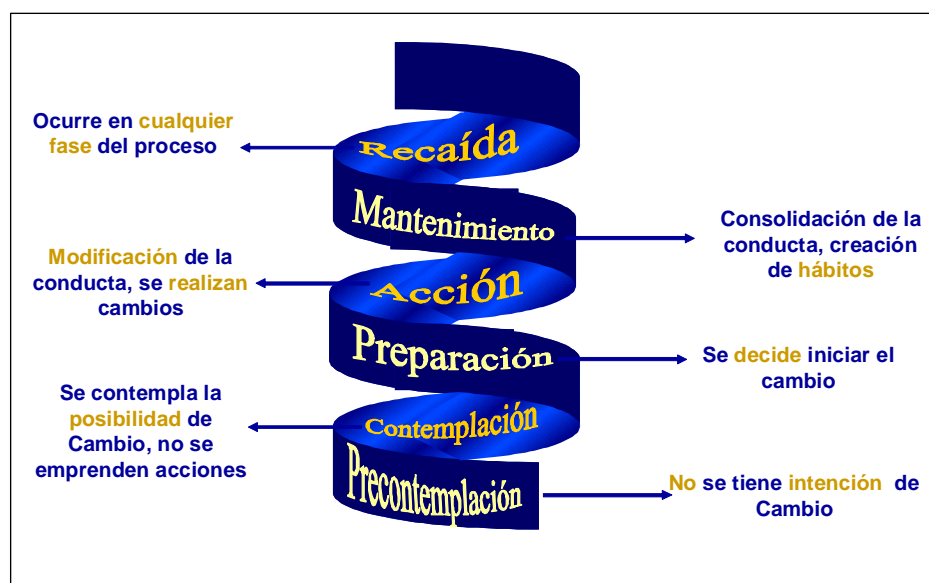 Ocurre en cualquier
fase del proceso
Recaída
Mantenimiento
Consolidación de la
conducta, creación
de hábitos
Modificación de la
conducta, se realizan
cambios
Acción
Preparación
Se decide iniciar el
cambio
Se contempla la
posibilidad de
Cambio, no se
emprenden acciones
Contemplación
Precontemplación
No se tiene intención de
Cambio